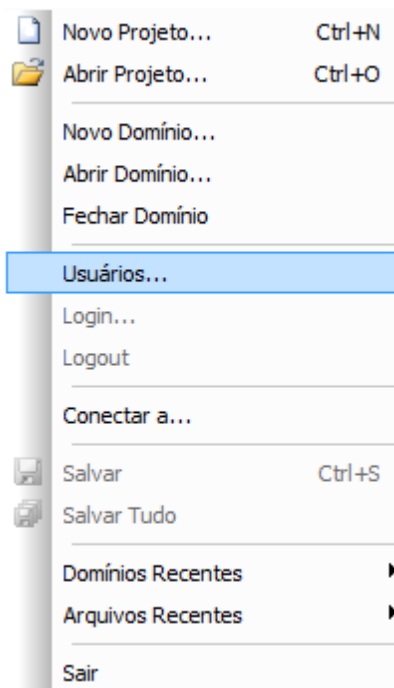 Novo Projeto... Ctrl+N
Abrir Projeto... Ctrl+O
Novo Domínio...
Abrir Domínio...
Fechar Domínio
Usuários...
Login...
Logout
Conectar a...
Salvar Ctrl+S
Salvar Tudo
Domínios Recentes
Arquivos Recentes
Sair